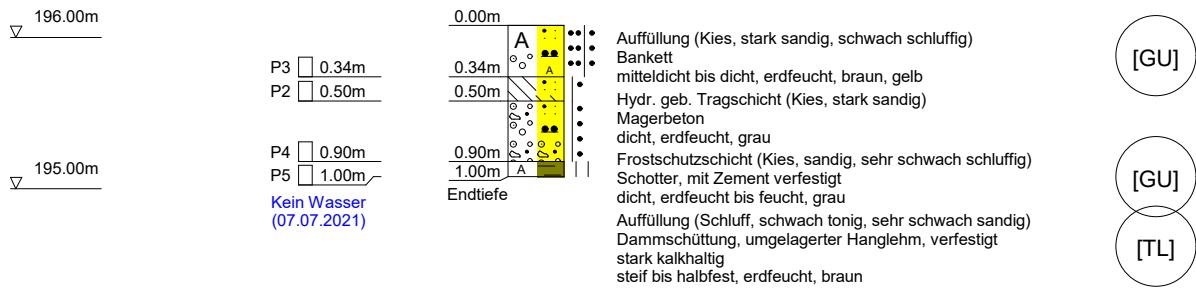 196.00m
195.00m
P3 0.34m
P2 0.50m
P4 0.90m
P5 1.00m
Kein Wasser
(07.07.2021)
0.00m
0.34m
0.50m
0.90m
1.00m
Endtiefe
A
A
A
Auffüllung (Kies, stark sandig, schwach schluffig)
Bankett
mitteldicht bis dicht, erdfeucht, braun, gelb
Hydr. geb. Tragschicht (Kies, stark sandig)
Magerbeton
dicht, erdfeucht, grau
Frostschutzschicht (Kies, sandig, sehr schwach schluffig)
Schotter, mit Zement verfestigt
dicht, erdfeucht bis feucht, grau
Auffüllung (Schluff, schwach tonig, sehr schwach sandig)
Dammschüttung, umgelagerter Hanglehm, verfestigt
stark kalkhaltig
steif bis halbfest, erdfeucht, braun
[GU]
[GU]
[TL]